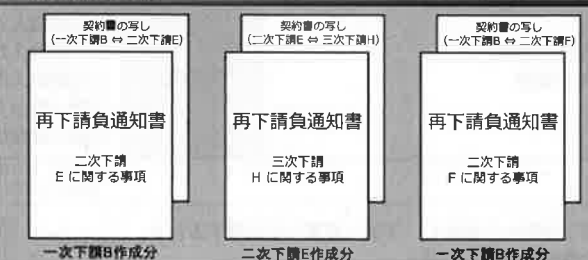 契約書の写し
(一次下請B ⇔ 二次下請E)
再下請負通知書
二次下請
E に関する事項
一次下請B作成分
契約書の写し
(二次下請E ⇔ 三次下請H)
再下請負通知書
三次下請
H に関する事項
二次下請E作成分
契約書の写し
(一次下請B ⇔ 二次下請F)
再下請負通知書
二次下請
F に関する事項
一次下請B作成分